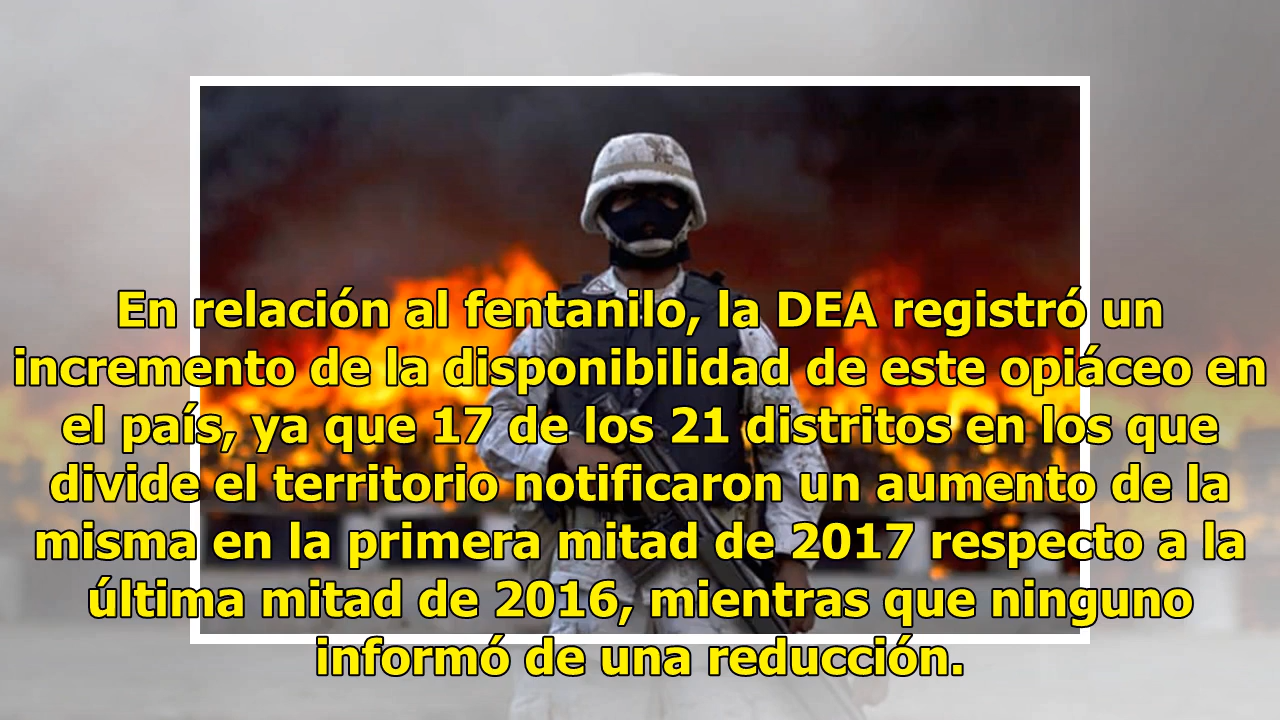 En relación al fentanilo, la DEA registró un
incremento de la disponibilidad de este opiáceo en
el país, ya que 17 de los 21 distritos en los que
divide el territorio notificaron un aumento de la
misma en la primera mitad de 2017 respecto a la
última mitad de 2016, mientras que ninguno
informó de una reducción.